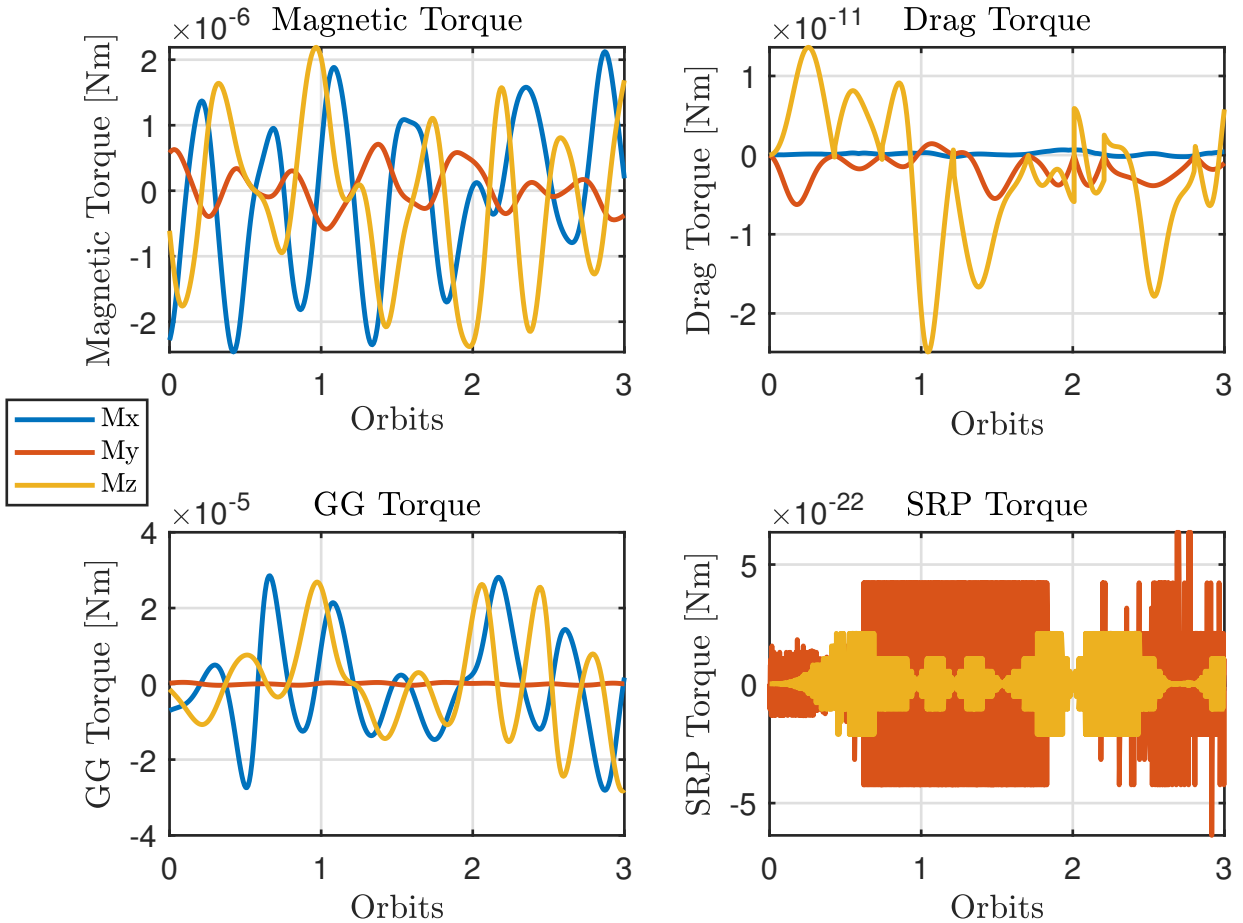 Magnetic Torque
×10-6
Magnetic Torque [Nm]
2
1
0
-1
-2
0 1 2 3
Orbits
Drag Torque
×10-11
Drag Torque [Nm]
1
0
-1
-2
0 1 2 3
Orbits
Mx
My
Mz
GG Torque
×10-5
GG Torque [Nm]
4
2
0
-2
-4
0 1 2 3
Orbits
SRP Torque
×10-22
SRP Torque [Nm]
5
0
-5
0 1 2 3
Orbits